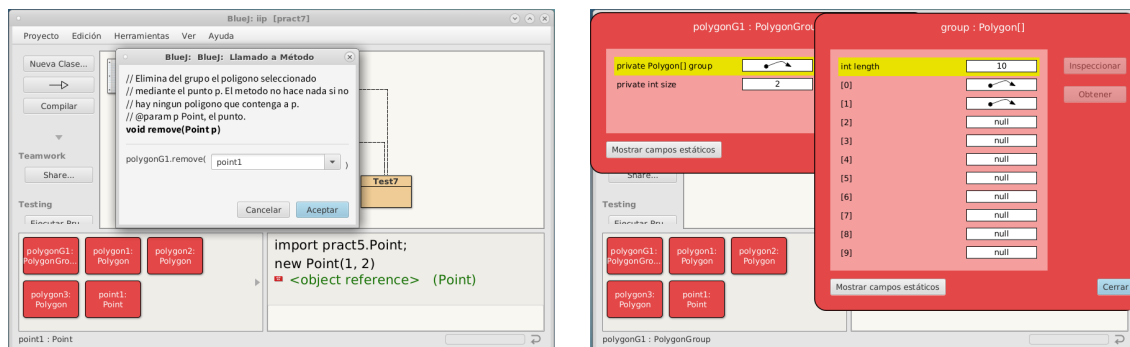 BlueJ: iip [pract7]
Proyecto Edición Herramientas Ver Ayuda
Nueva Clase...
Compilar
Teamwork
Share...
Testing
Ejecutar Pru
BlueJ: BlueJ: Llamado a Método
// Elimina del grupo el poligono seleccionado
// mediante el punto p. El metodo no hace nada si no
// hay ningun poligono que contenga a p.
// @param p Point, el punto.
void remove(Point p)
polygonG1.remove( point1 )
Cancelar Aceptar
Test7
polygonG1:
PolygonGro...
polygon1:
Polygon
polygon2:
Polygon
polygon3:
Polygon
point1:
Point
import pract5.Point;
new Point(1, 2)
<object reference> (Point)
point1 : Point
polygonG1 : PolygonGrou
private Polygon[] group
private int size 2
Mostrar campos estáticos
group : Polygon[]
int length 10
[0]
[1]
[2] null
[3] null
[4] null
[5] null
[6] null
[7] null
[8] null
[9] null
Inspeccionar
Obtener
Mostrar campos estáticos
Cerrar
Share...
Testing
Ejecutar Pru
polygonG1:
PolygonGro...
polygon1:
Polygon
polygon2:
Polygon
polygon3:
Polygon
point1:
Point
polygonG1 : PolygonGroup